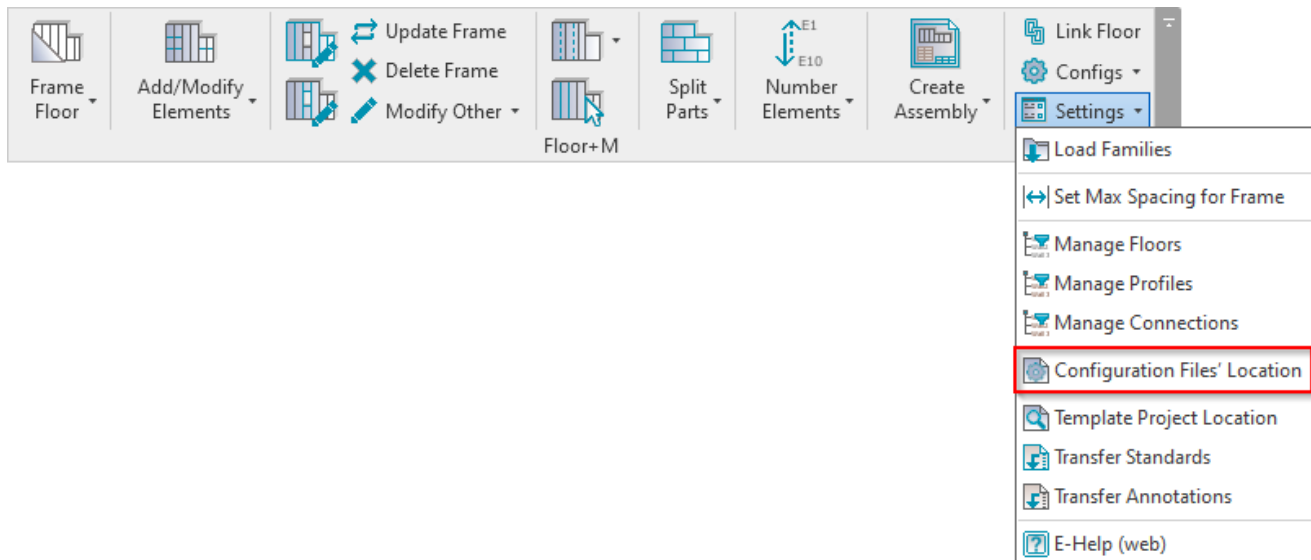 Frame
Floor
Add/Modify
Elements
Update Frame
Delete Frame
Modify Other
Split
Parts
E1
E10
Number
Elements
Create
Assembly
Link Floor
Configs
Settings
Floor+M
Load Families
Set Max Spacing for Frame
Manage Floors
Manage Profiles
Manage Connections
Configuration Files' Location
Template Project Location
Transfer Standards
Transfer Annotations
E-Help (web)